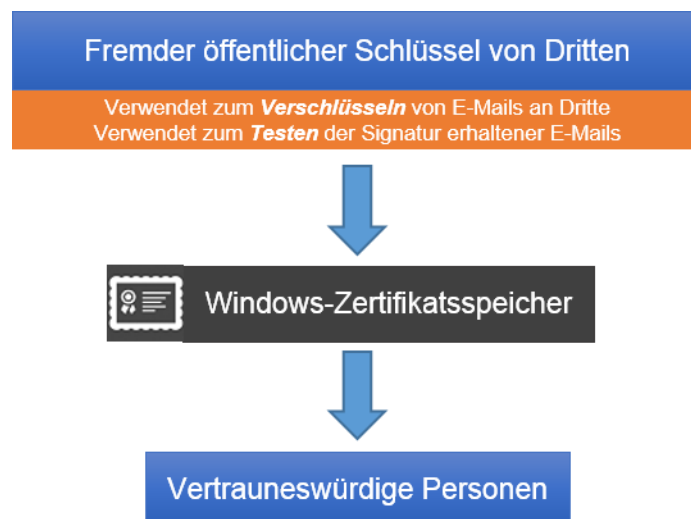 Fremder öffentlicher Schlüssel von Dritten
Verwendet zum Verschlüsseln von E-Mails an Dritte
Verwendet zum Testen der Signatur erhaltener E-Mails
Windows-Zertifikatsspeicher
Vertrauneswürdige Personen